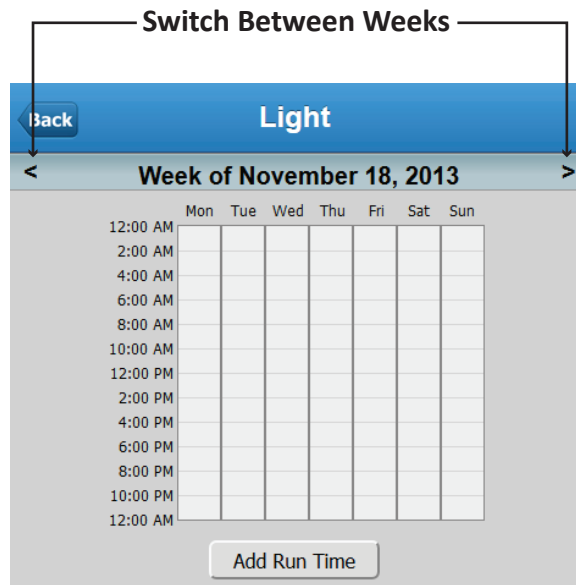 Switch Between Weeks
Back
Light
<
Week of November 18, 2013
>
Mon Tue Wed Thu Fri Sat Sun
12:00 AM
2:00 AM
4:00 AM
6:00 AM
8:00 AM
10:00 AM
12:00 PM
2:00 PM
4:00 PM
6:00 PM
8:00 PM
10:00 PM
12:00 AM
Add Run Time